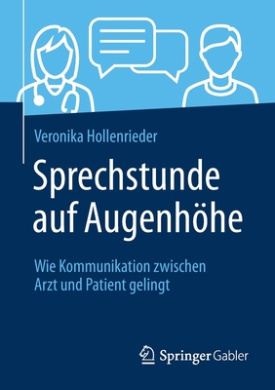 Veronika Hollenrieder
Sprechstunde
auf Augenhöhe
Wie Kommunikation zwischen
Arzt und Patient gelingt
Springer Gabler